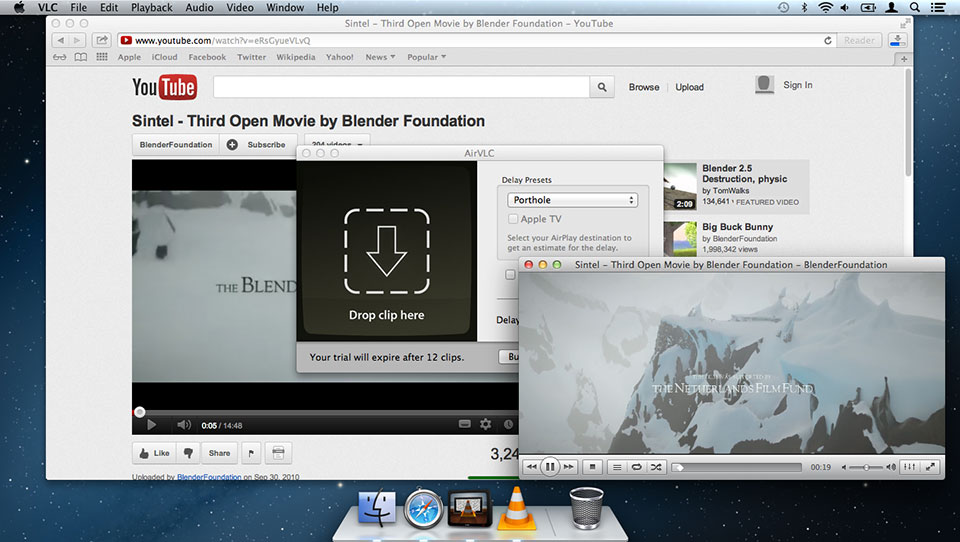 VLC File Edit Playback Audio Video Window Help
Sintel – Third Open Movie by Blender Foundation – YouTube
www.youtube.com/watch?v=eRsGyueVLvQ
Reader
Apple iCloud Facebook Twitter Wikipedia Yahoo! News Popular
YouTube
Browse Upload
Sign In
Sintel - Third Open Movie by Blender Foundation
BlenderFoundation Subscribe 204 videos
AirVLC
Delay Presets
Porthole
Apple TV
Select your AirPlay destination to
get an estimate for the delay.
Delay
Drop clip here
Your trial will expire after 12 clips.
Bu
THE BLEND
0:05 / 14:48
Like Share
3,24
Uploaded by BlenderFoundation on Sep 30, 2010
2:09
Blender 2.5
Destruction, physic
by TomWalks
134,641 FEATURED VIDEO
Big Buck Bunny
by BlenderFoundation
1,998,342 views
Sintel – Third Open Movie by Blender Foundation – BlenderFoundation
THE NETHERLANDS FILM FUND
00:19